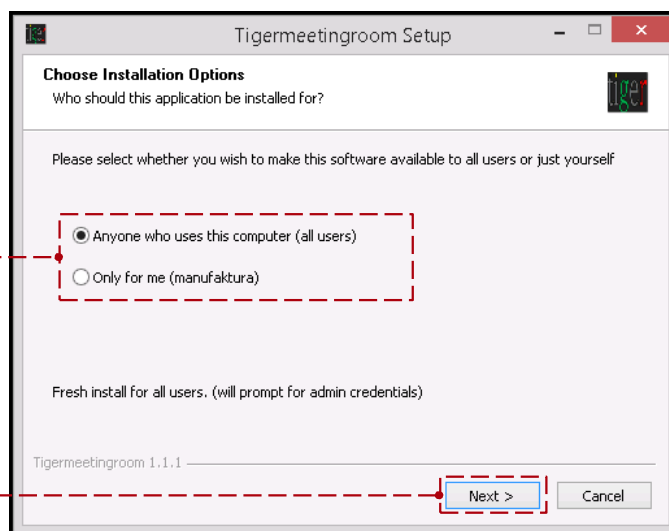 Tigermeetingroom Setup
Choose Installation Options
Who should this application be installed for?
tiger
Please select whether you wish to make this software available to all users or just yourself
Anyone who uses this computer (all users)
Only for me (manufaktura)
Fresh install for all users. (will prompt for admin credentials)
Tigermeetingroom 1.1.1
Next >
Cancel